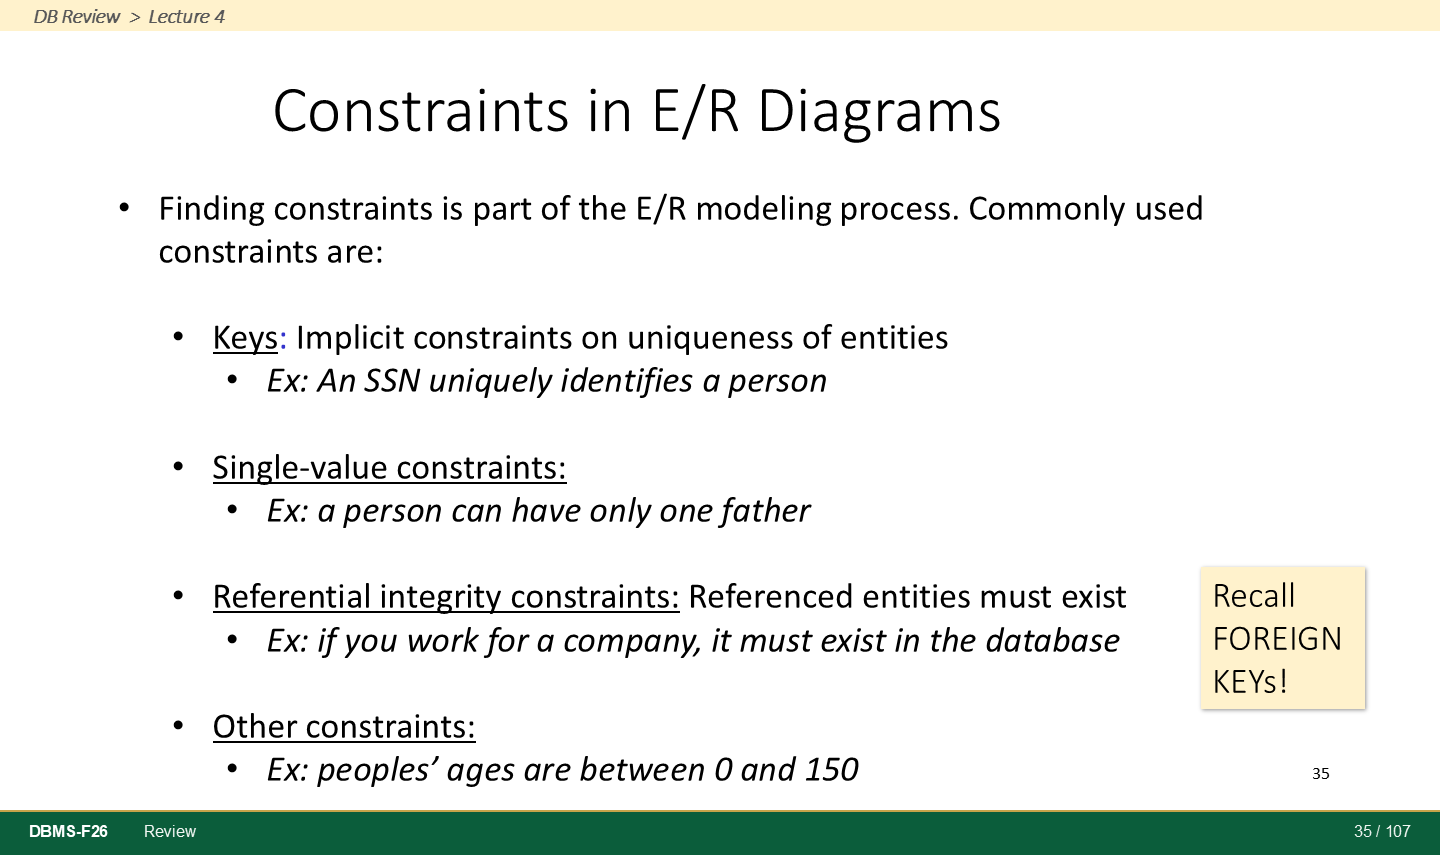 DB Review > Lecture 4
Constraints in E/R Diagrams
• Finding constraints is part of the E/R modeling process. Commonly used
constraints are:
• Keys: Implicit constraints on uniqueness of entities
• Ex: An SSN uniquely identifies a person
• Single-value constraints:
• Ex: a person can have only one father
• Referential integrity constraints: Referenced entities must exist
• Ex: if you work for a company, it must exist in the database
Recall
FOREIGN
KEYs!
• Other constraints:
• Ex: peoples’ ages are between 0 and 150
35
DBMS-F26 Review 35 / 107